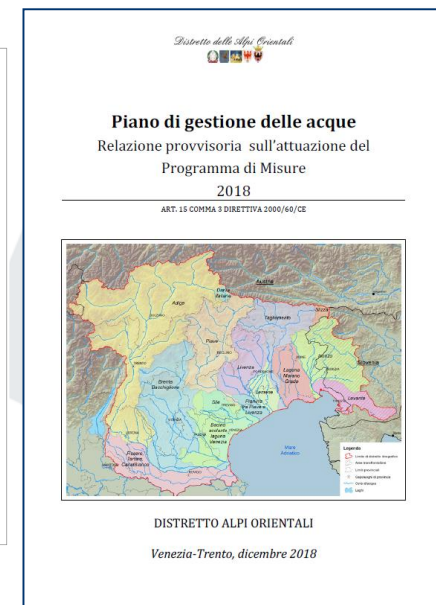 Distretto delle Alpi Orientali
Piano di gestione delle acque
Relazione provvisoria sull'attuazione del
Programma di Misure
2018
ART. 15 COMMA 3 DIRETTIVA 2000/60/CE
Austria
Adige
Tagliamento
Piave
Livenza
Slovenia
Brenta
Bacchiglione
Sile
Lemene
Laguna
Marano
Grado
Levante
Pianura
tra Piave e
Livenza
Bacino
scolante
laguna
Venezia
Fissero
Tartaro
Canalbianco
Mare
Adriatico
Legenda
Laghi
DISTRETTO ALPI ORIENTALI
Venezia-Trento, dicembre 2018